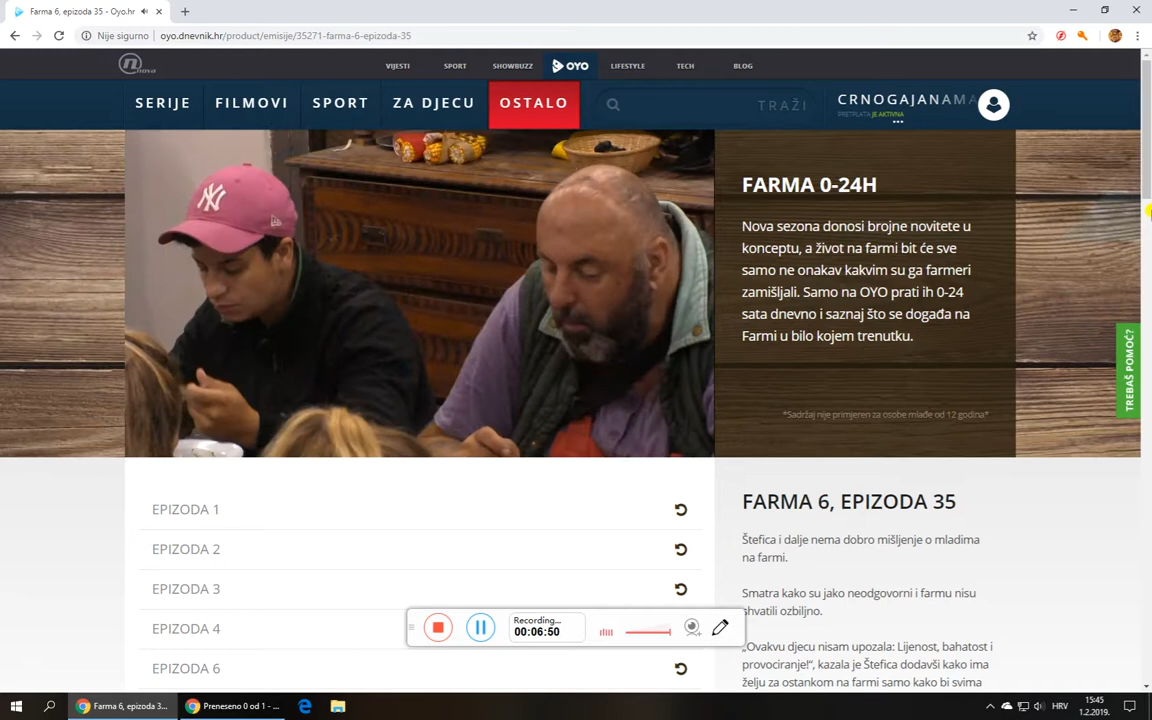 Farma 6, epizoda 35 - Oyo.hr
Nije sigurno
oyo.dnevnik.hr/product/emisije/35271-farma-6-epizoda-35
nova
VIJESTI
SPORT
SHOWBUZZ
OYO
LIFESTYLE
TECH
BLOG
SERIJE
FILMOVI
SPORT
ZA DJECU
OSTALO
TRAŽI
CRNOGAJANAMA
PRETPLATA JE AKTIVNA
NY
FARMA 0-24H
Nova sezona donosi brojne novitete u
konceptu, a život na farmi bit će sve
samo ne onakav kakvim su ga farmeri
zamišljali. Samo na OYO prati ih 0-24
sata dnevno i saznaj što se događa na
Farmi u bilo kojem trenutku.
*Sadržaj nije primjeren za osobe mlađe od 12 godina*
TREBAŠ POMOĆ?
EPIZODA 1
EPIZODA 2
EPIZODA 3
EPIZODA 4
EPIZODA 6
FARMA 6, EPIZODA 35
Štefica i dalje nema dobro mišljenje o mladima
na farmi.
Smatra kako su jako neodgovorni i farmu nisu
shvatili ozbiljno.
„Ovakvu djecu nisam upozala: Lijenost, bahatost i
provociranje!“, kazala je Štefica dodavši kako ima
želju za ostankom na farmi samo kako bi svima
Recording...
00:06:50
Farma 6, epizoda 3...
Preneseno 0 od 1 - ...
HRV
15:45
1.2.2019.